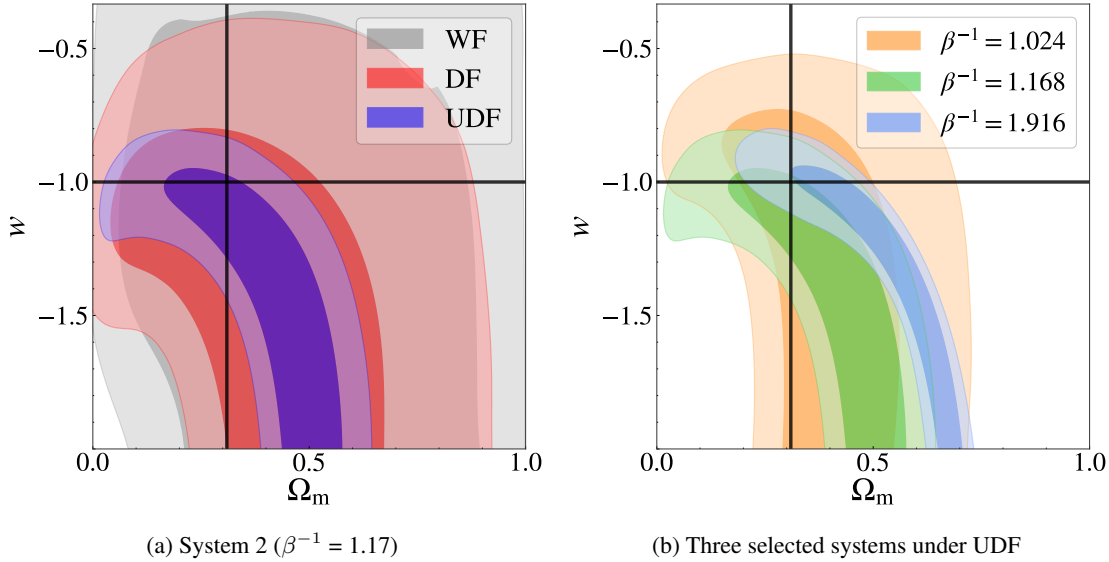 −0.5
−1.0
−1.5
w
0.0
0.5
1.0
Ωm
WF
DF
UDF
(a) System 2 (β⁻¹ = 1.17)
−0.5
−1.0
−1.5
w
0.0
0.5
1.0
Ωm
β⁻¹ = 1.024
β⁻¹ = 1.168
β⁻¹ = 1.916
(b) Three selected systems under UDF